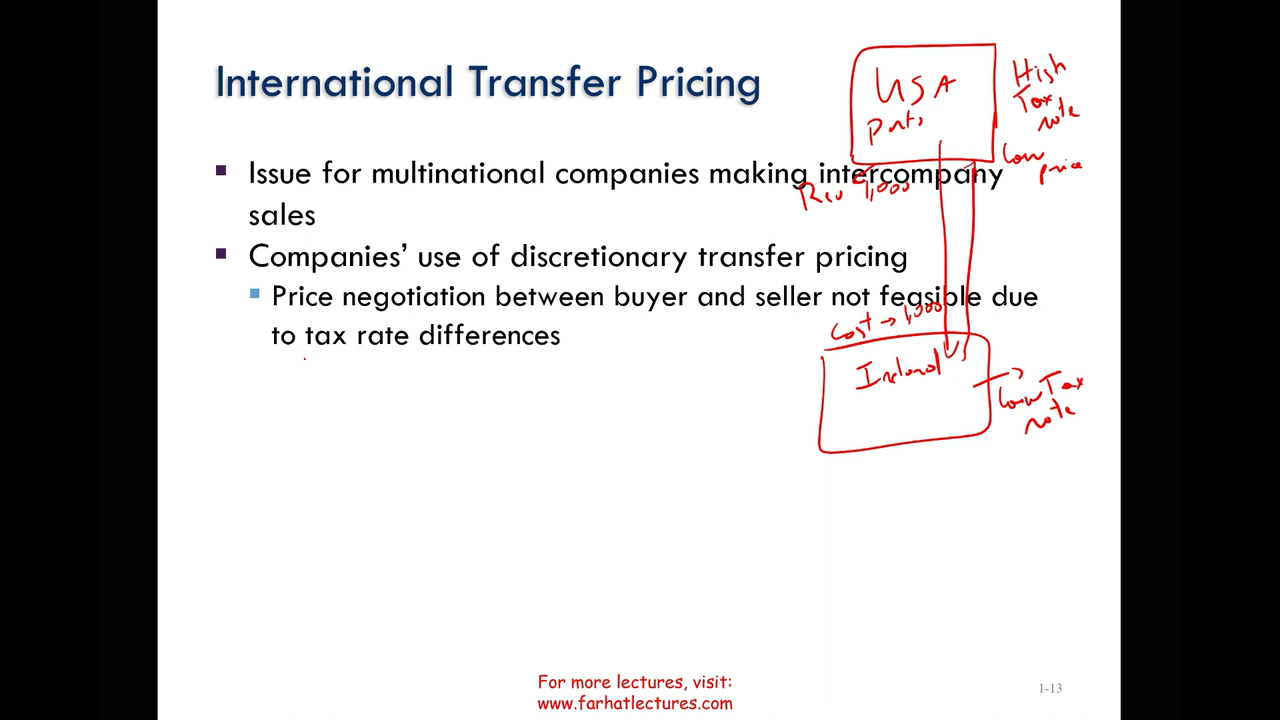 International Transfer Pricing
Issue for multinational companies making intercompany
sales
Companies' use of discretionary transfer pricing
Price negotiation between buyer and seller not feasible due
to tax rate differences
USA
Parts
High
Tax
rate
Low
price
Rev 1,000
Cost → 1,000
Ireland
Low Tax
rate
For more lectures, visit:
www.farhatlectures.com
1-13